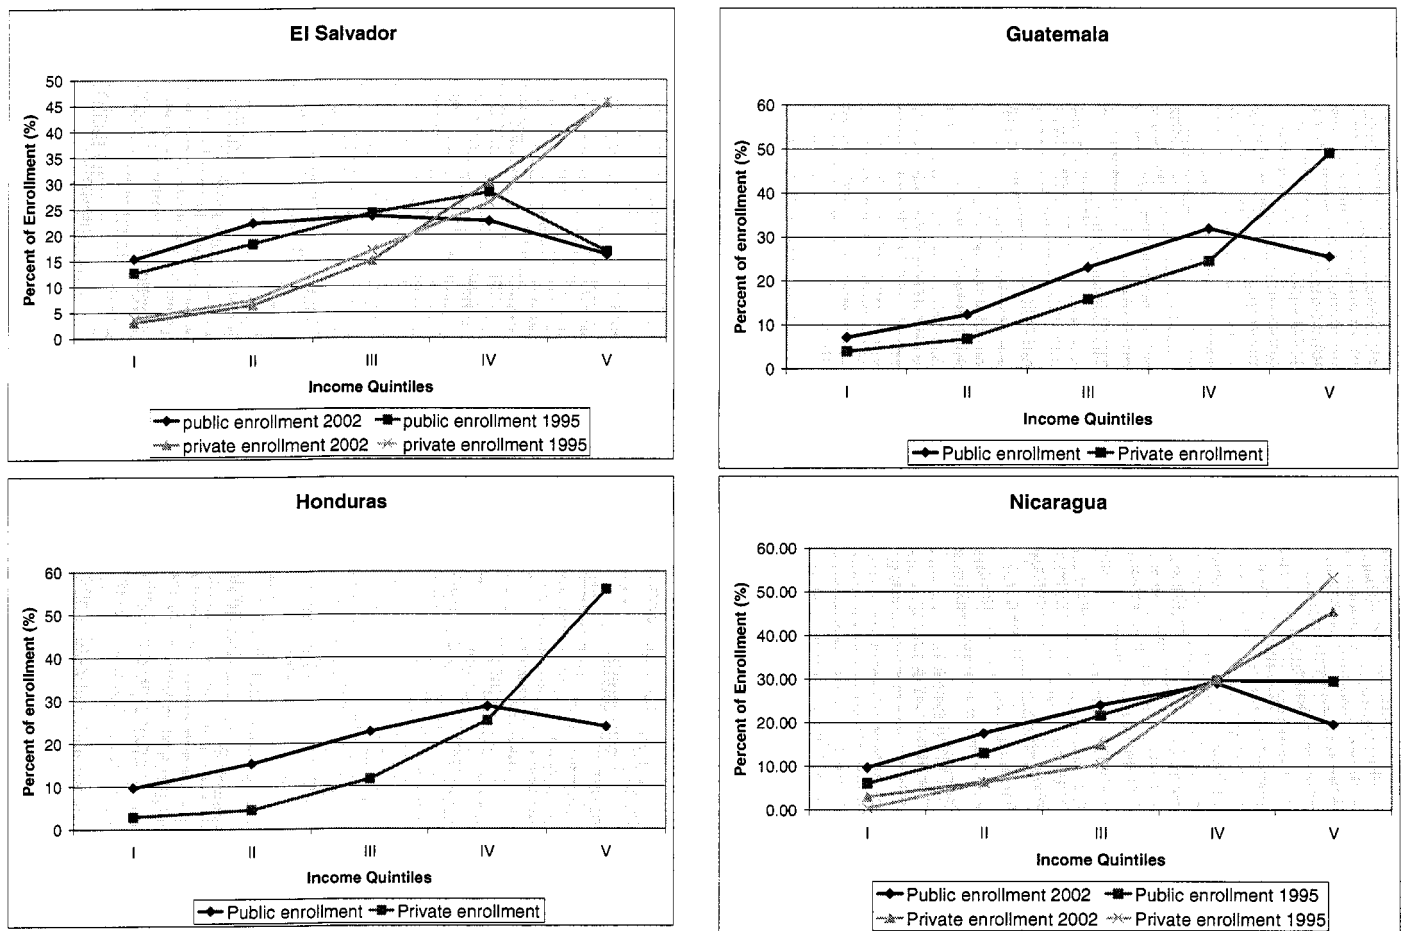 El Salvador
Percent of Enrollment (%)
50
45
40
35
30
25
20
15
10
5
0
I II III IV V
Income Quintiles
public enrollment 2002 public enrollment 1995
private enrollment 2002 private enrollment 1995
Guatemala
Percent of enrollment (%)
60
50
40
30
20
10
0
I II III IV V
Income Quintiles
Public enrollment Private enrollment
Honduras
Percent of enrollment (%)
60
50
40
30
20
10
0
I II III IV V
Income Quintiles
Public enrollment Private enrollment
Nicaragua
Percent of Enrollment (%)
60.00
50.00
40.00
30.00
20.00
10.00
0.00
I II III IV V
Income Quintiles
Public enrollment 2002 Public enrollment 1995
Private enrollment 2002 Private enrollment 1995